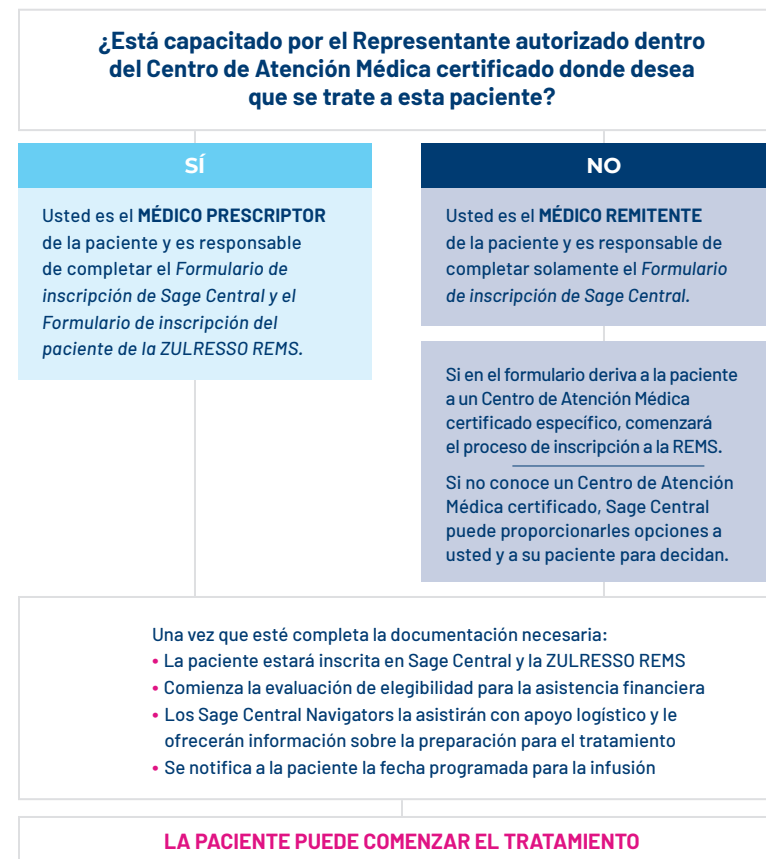 ¿Está capacitado por el Representante autorizado dentro
del Centro de Atención Médica certificado donde desea
que se trate a esta paciente?
SÍ
Usted es el MÉDICO PRESCRIPTOR
de la paciente y es responsable
de completar el Formulario de
inscripción de Sage Central y el
Formulario de inscripción del
paciente de la ZULRESSO REMS.
NO
Usted es el MÉDICO REMITENTE
de la paciente y es responsable de
completar solamente el Formulario
de inscripción de Sage Central.
Si en el formulario deriva a la paciente
a un Centro de Atención Médica
certificado específico, comenzará
el proceso de inscripción a la REMS.
Si no conoce un Centro de Atención
Médica certificado, Sage Central
puede proporcionarles opciones a
usted y a su paciente para decidan.
Una vez que esté completa la documentación necesaria:
• La paciente estará inscrita en Sage Central y la ZULRESSO REMS
• Comienza la evaluación de elegibilidad para la asistencia financiera
• Los Sage Central Navigators la asistirán con apoyo logístico y le
ofrecerán información sobre la preparación para el tratamiento
• Se notifica a la paciente la fecha programada para la infusión
LA PACIENTE PUEDE COMENZAR EL TRATAMIENTO